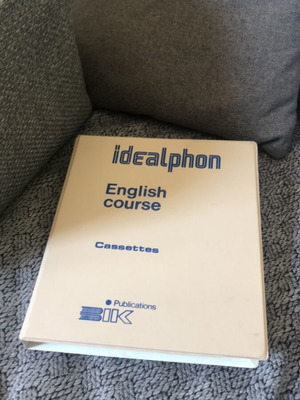 idealphon
English
course
Cassettes
Publications
BIK